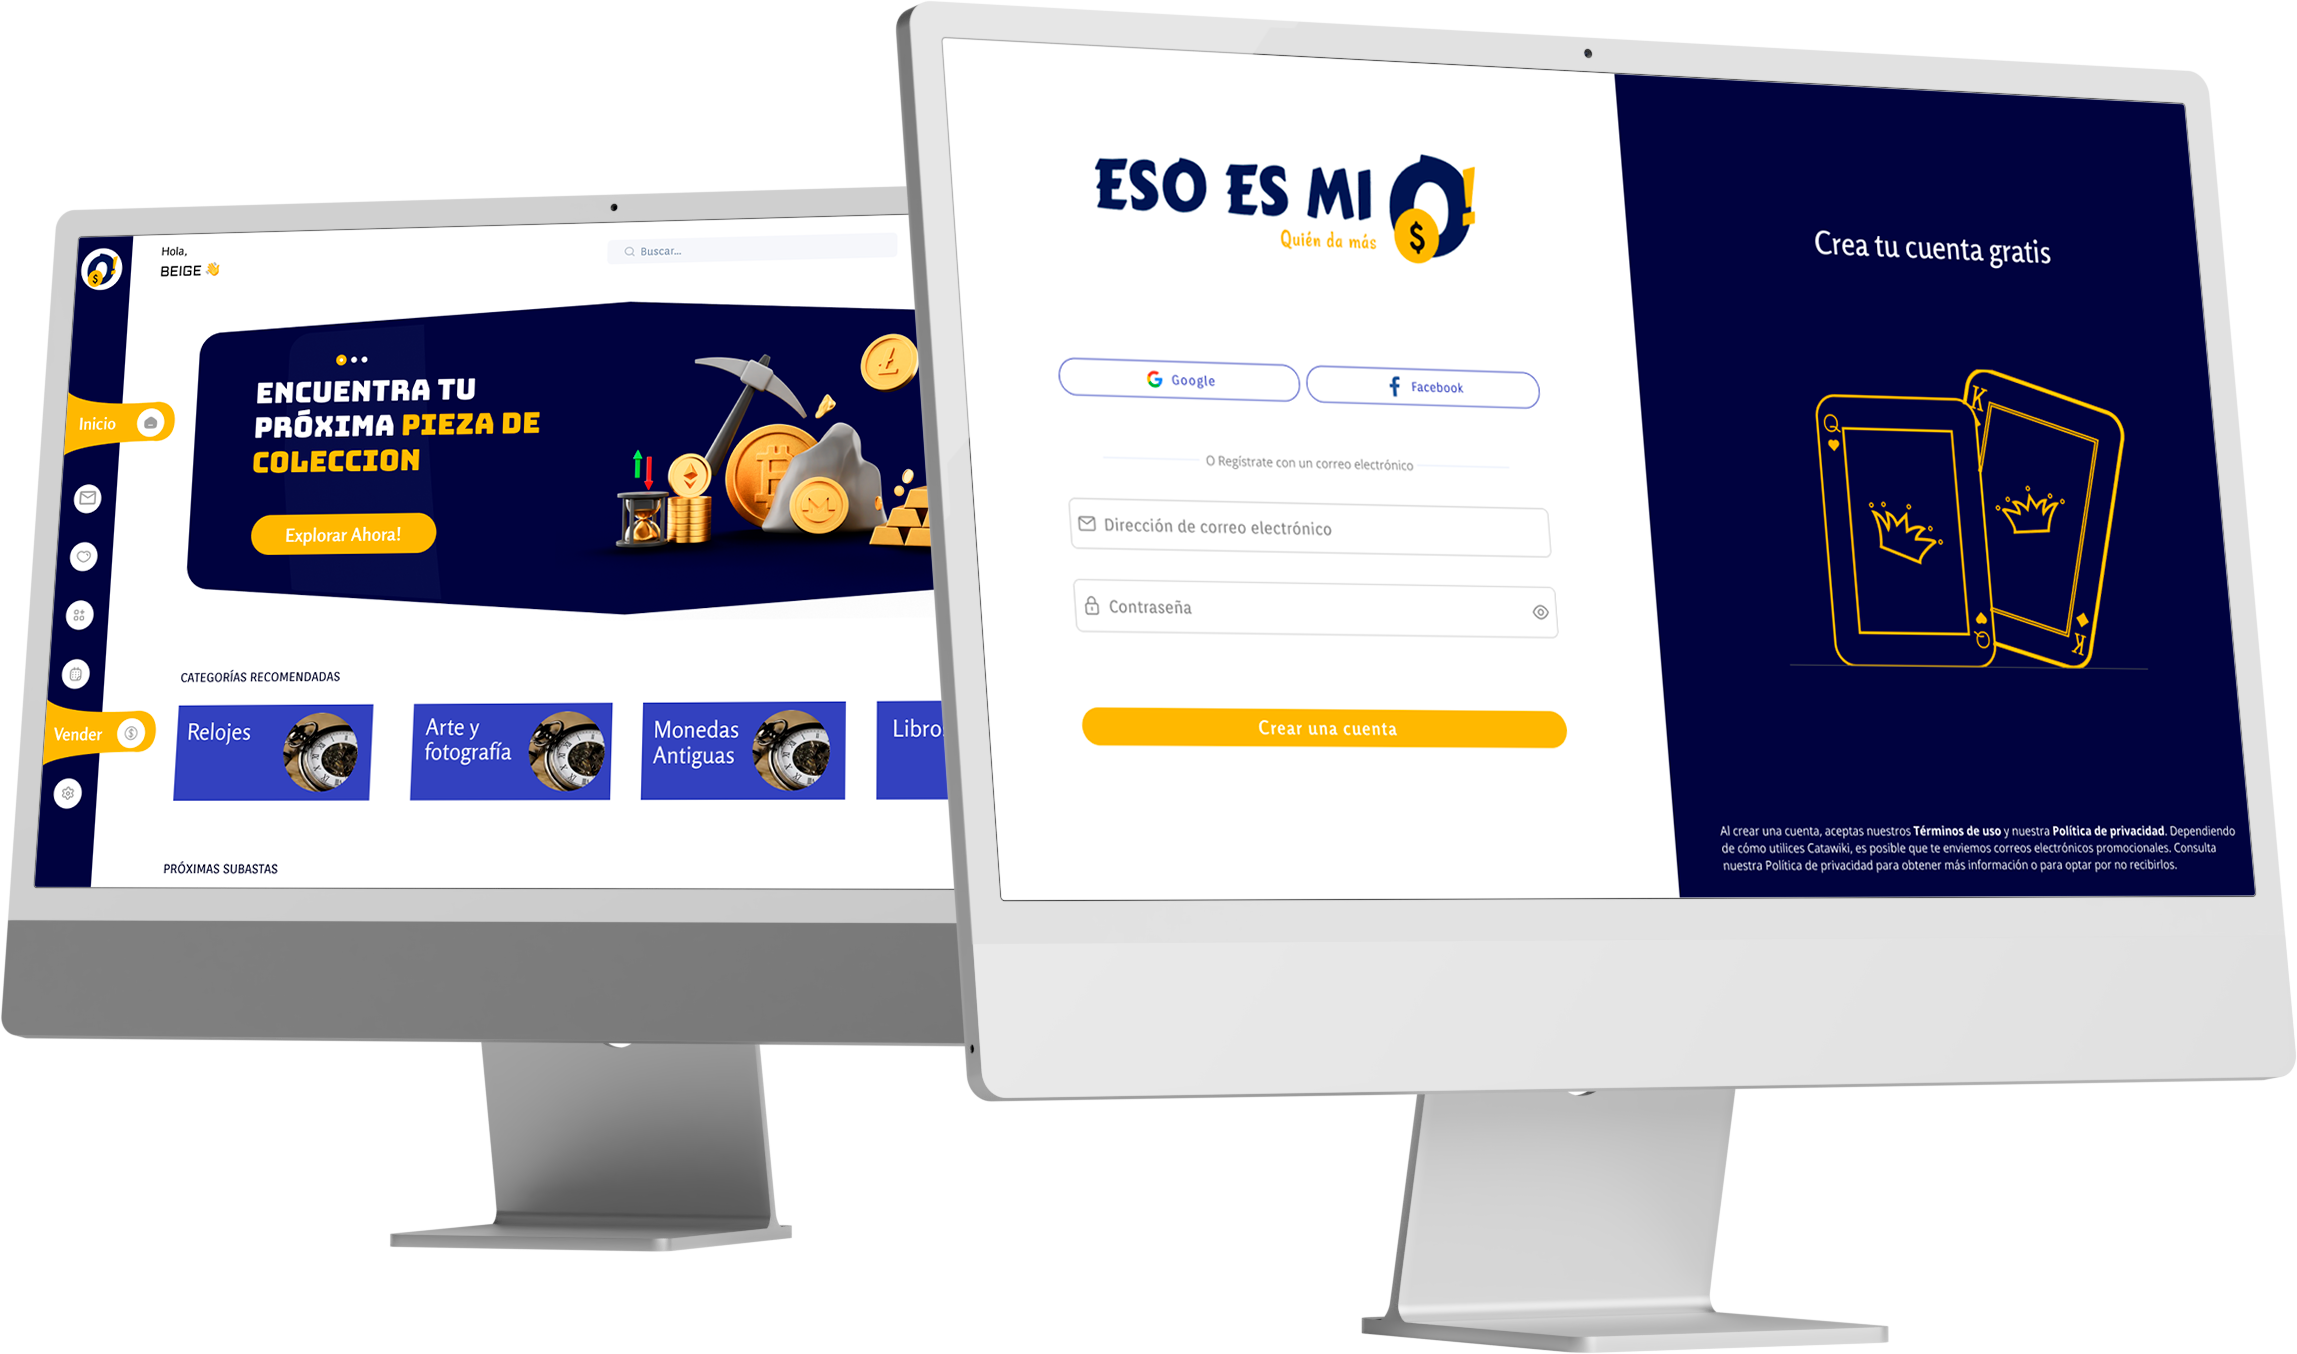 Hola,
BEIGE
Buscar...
Inicio
ENCUENTRA TU
PRÓXIMA PIEZA DE
COLECCION
Explorar Ahora!
CATEGORÍAS RECOMENDADAS
Relojes
Arte y
fotografía
Monedas
Antiguas
Libro
Vender
PRÓXIMAS SUBASTAS
ESO ES MI O!
Quién da más
$
Google
Facebook
O Regístrate con un correo electrónico
Dirección de correo electrónico
Contraseña
Crear una cuenta
Crea tu cuenta gratis
Q
K
Q
K
Al crear una cuenta, aceptas nuestros Términos de uso y nuestra Política de privacidad. Dependiendo
de cómo utilices Catawiki, es posible que te enviemos correos electrónicos promocionales. Consulta
nuestra Política de privacidad para obtener más información o para optar por no recibirlos.